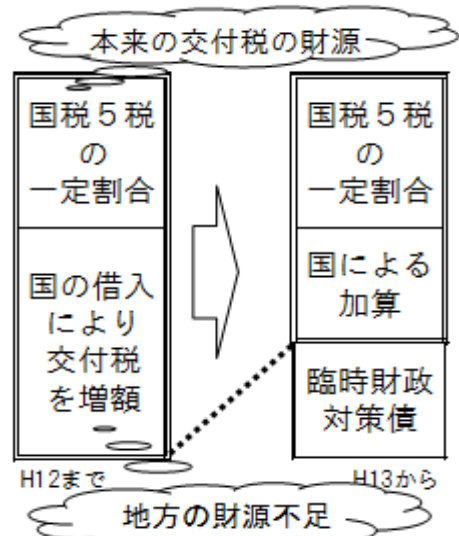 本来の交付税の財源
国税５税
の
一定割合
国の借入
により
交付税
を増額
H12まで
国税５税
の
一定割合
国による
加算
臨時財政
対策債
H13から
地方の財源不足